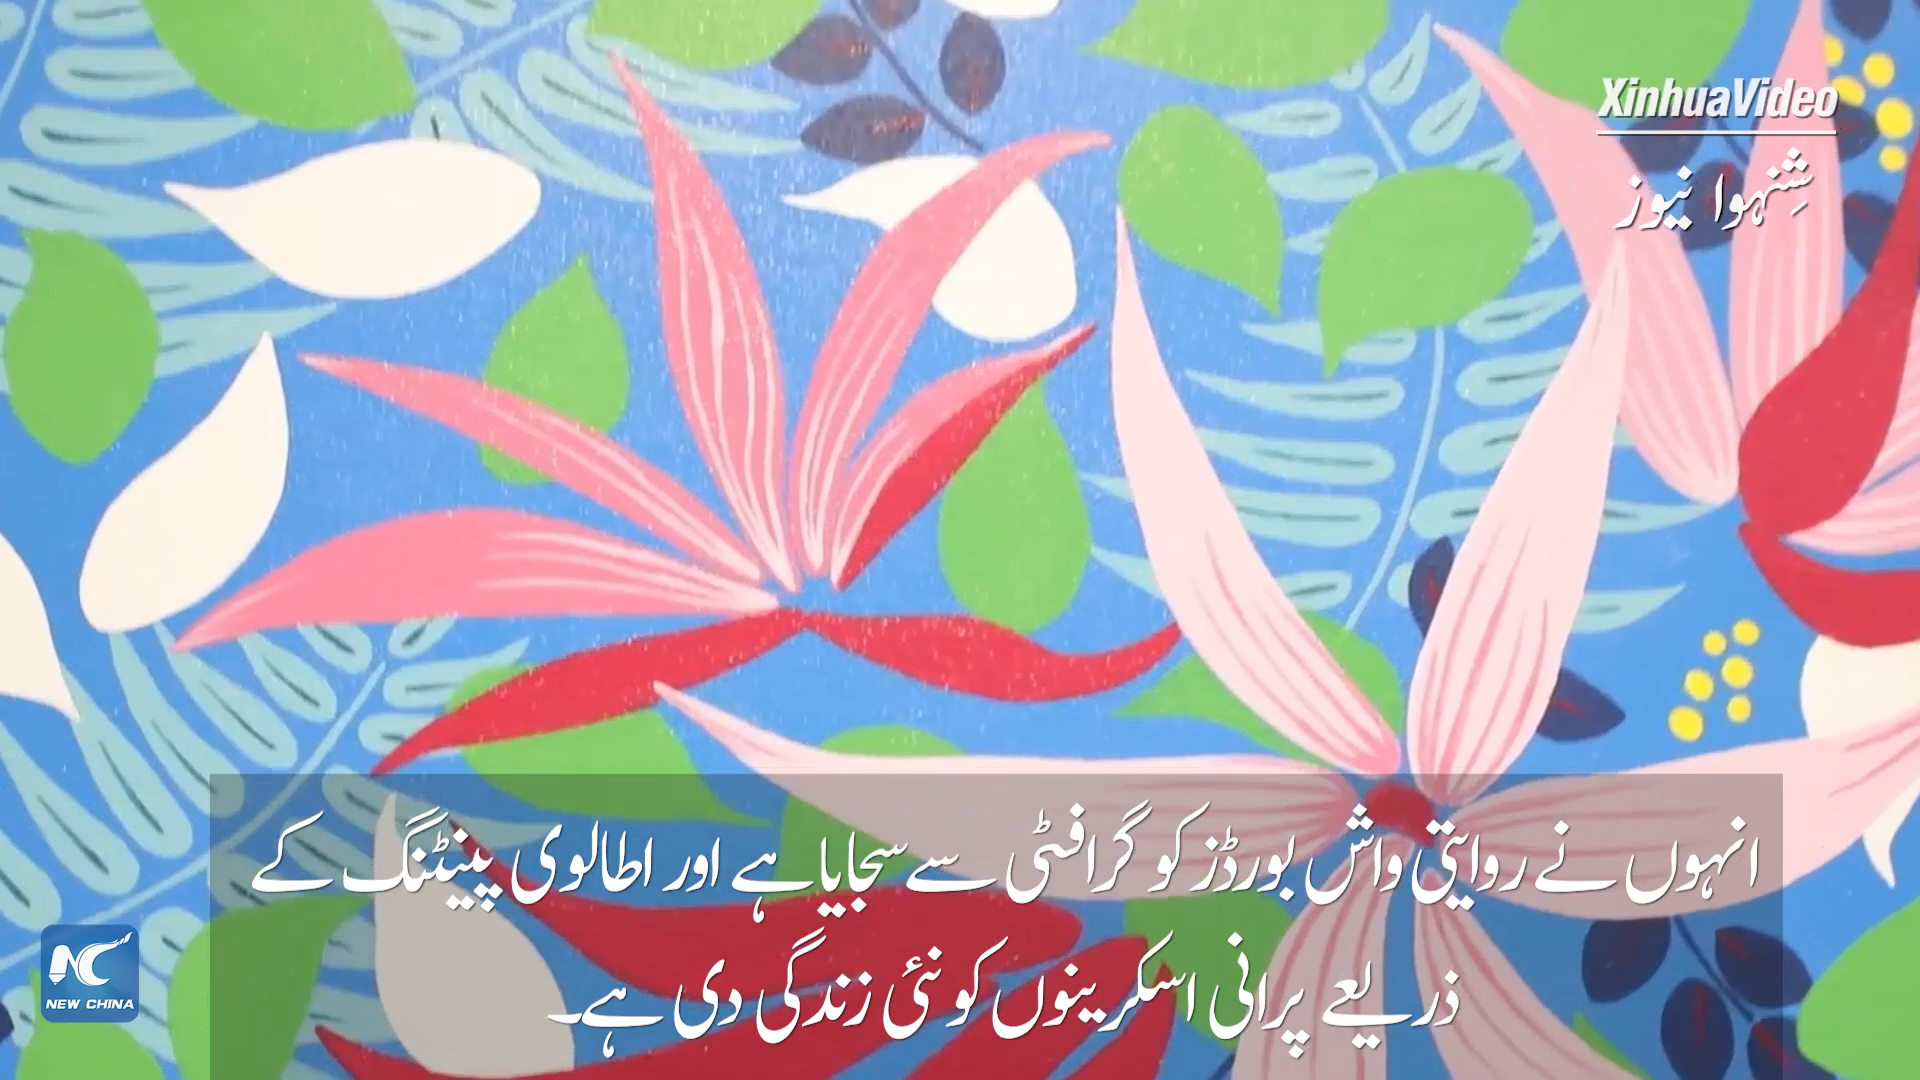 XinhuaVideo
شِنہوا نیوز
انہوں نے روایتی واش بورڈز کو گرافٹی سے سجایا ہے اور اطالوی پینٹنگ کے
ذریعے پرانی اسکرینوں کو نئی زندگی دی ہے۔
NC
NEW CHINA